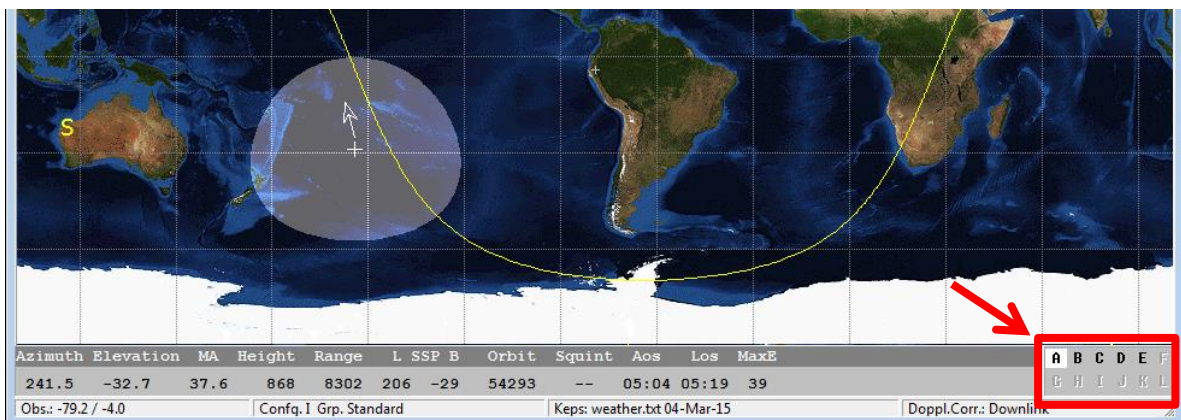 S
Azimuth Elevation MA Height Range L SSP B Orbit Squint Aos Los MaxE
241.5 -32.7 37.6 868 8302 206 -29 54293 -- 05:04 05:19 39
A B C D E F
G H I J K L
Obs.: -79.2 / -4.0 Confq. I Grp. Standard Keps: weather.txt 04-Mar-15 Doppl.Corr.: Downlink